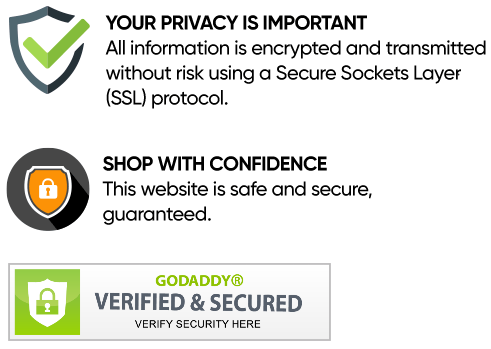 YOUR PRIVACY IS IMPORTANT
All information is encrypted and transmitted
without risk using a Secure Sockets Layer
(SSL) protocol.
SHOP WITH CONFIDENCE
This website is safe and secure,
guaranteed.
GODADDY®
VERIFIED & SECURED
VERIFY SECURITY HERE